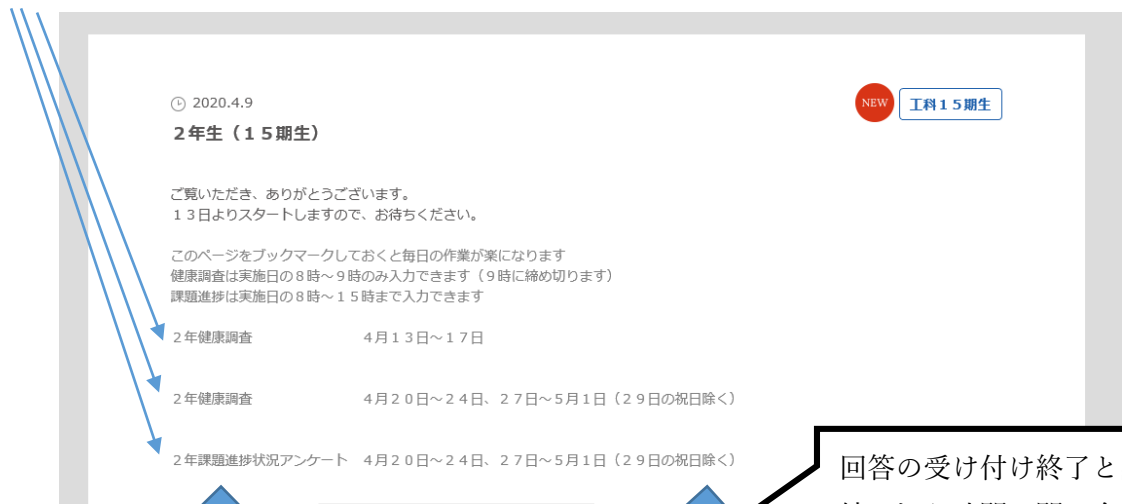 2020.4.9
NEW 工科１５期生
２年生（１５期生）
ご覧いただき、ありがとうございます。
１３日よりスタートしますので、お待ちください。
このページをブックマークしておくと毎日の作業が楽になります
健康調査は実施日の８時～９時のみ入力できます（９時に締め切ります）
課題進捗は実施日の８時～１５時まで入力できます
２年健康調査 ４月１３日～１７日
２年健康調査 ４月２０日～２４日、２７日～５月１日（２９日の祝日除く）
２年課題進捗状況アンケート ４月２０日～２４日、２７日～５月１日（２９日の祝日除く）
回答の受け付け終了と